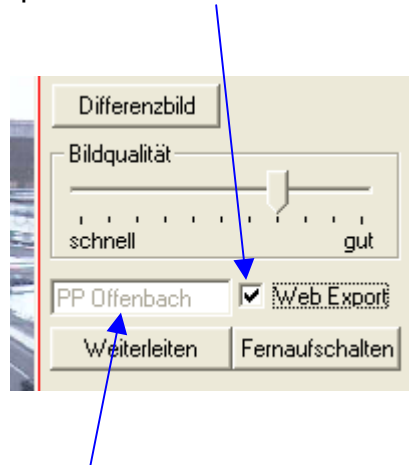 Differenzbild
Bildqualität
schnell gut
PP Offenbach Web Export
Weiterleiten Fernaufschalten